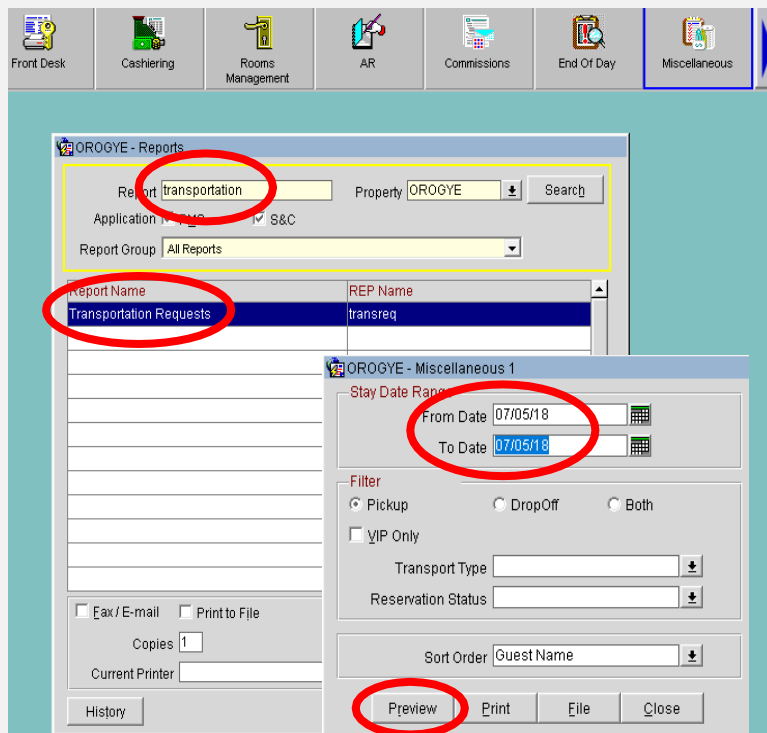 Front Desk
Cashiering
Rooms
Management
AR
Commissions
End Of Day
Miscellaneous
OROGYE - Reports
Report transportation Property OROGYE Search
Application S&C
Report Group All Reports
Report Name REP Name
Transportation Requests transreq
OROGYE - Miscellaneous 1
Stay Date Range
From Date 07/05/18
To Date 07/05/18
Filter
Pickup DropOff Both
VIP Only
Transport Type
Reservation Status
Fax / E-mail Print to File
Copies 1
Current Printer
Sort Order Guest Name
History
Preview Print File Close